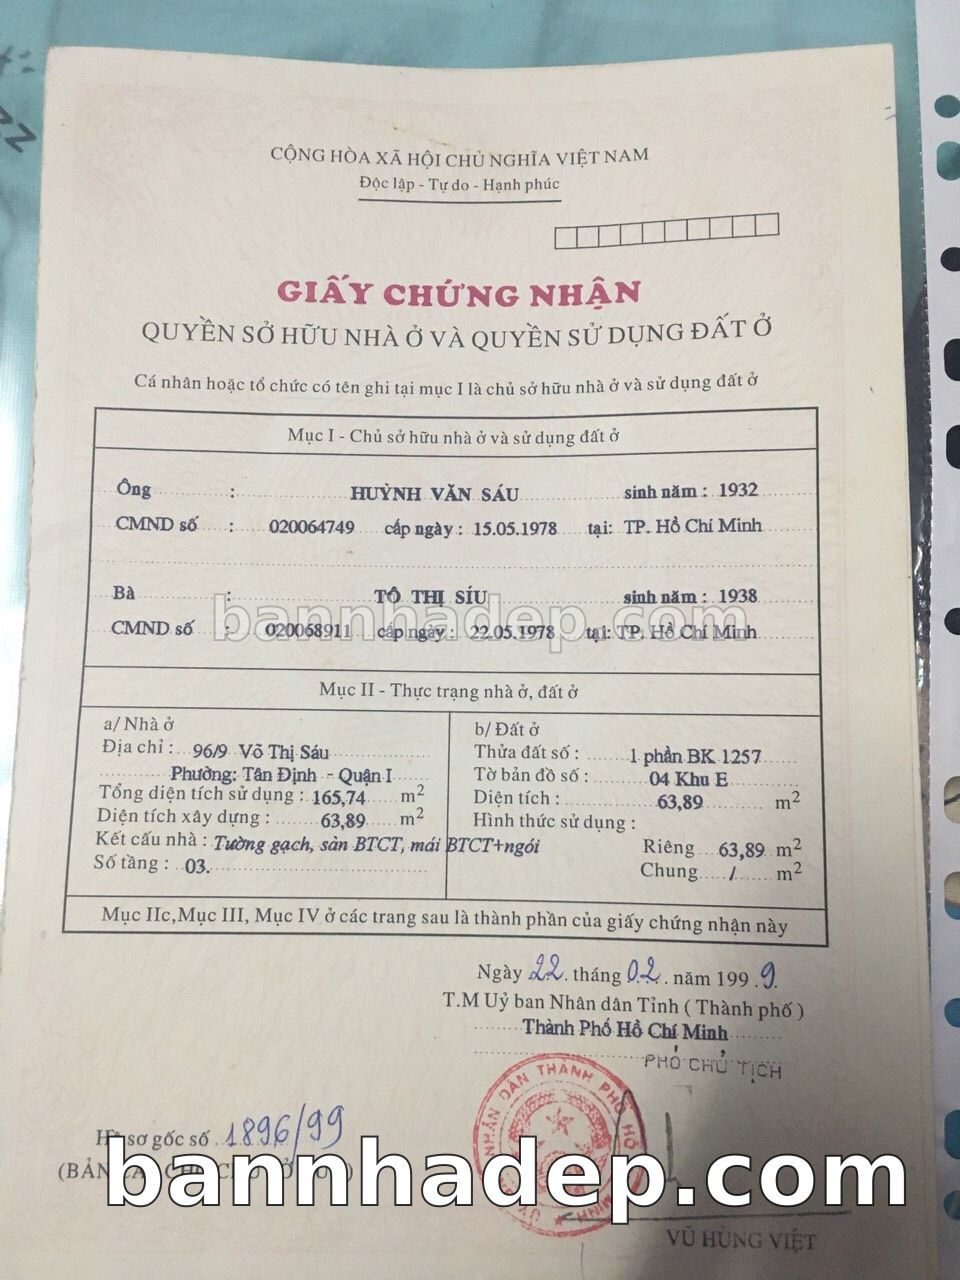 CỘNG HÒA XÃ HỘI CHỦ NGHĨA VIỆT NAM
Độc lập - Tự do - Hạnh phúc
GIẤY CHỨNG NHẬN
QUYỀN SỞ HỮU NHÀ Ở VÀ QUYỀN SỬ DỤNG ĐẤT Ở
Cá nhân hoặc tổ chức có tên ghi tại mục I là chủ sở hữu nhà ở và sử dụng đất ở
Mục I - Chủ sở hữu nhà ở và sử dụng đất ở
Ông : HUỲNH VĂN SÁU sinh năm : 1932
CMND số : 020064749 cấp ngày : 15.05.1978 tại: TP. Hồ Chí Minh
Bà : TÔ THỊ SÍU sinh năm : 1938
bannhadep.com
CMND số : 020068911 cấp ngày : 22.05.1978 tại: TP. Hồ Chí Minh
Mục II - Thực trạng nhà ở, đất ở
a/ Nhà ở
Địa chỉ : 96/9 Võ Thị Sáu
Phường: Tân Định - Quận I
Tổng diện tích sử dụng : 165,74 m2
Diện tích xây dựng : 63,89 m2
Kết cấu nhà : Tường gạch, sàn BTCT, mái BTCT+ngói
Số tầng : 03.
b/ Đất ở
Thửa đất số : 1 phần BK 1257
Tờ bản đồ số : 04 Khu E
Diện tích : 63,89 m2
Hình thức sử dụng :
Riêng 63,89 m2
Chung / m2
Mục IIc,Mục III, Mục IV ở các trang sau là thành phần của giấy chứng nhận này
Ngày 22 tháng 02 năm 1999
T.M Uỷ ban Nhân dân Tỉnh ( Thành phố )
Thành Phố Hồ Chí Minh
PHÓ CHỦ TỊCH
NHÂN DÂN THÀNH PHỐ HỒ
Hồ sơ gốc số 1896/99
bannhadep.com
VŨ HÙNG VIỆT